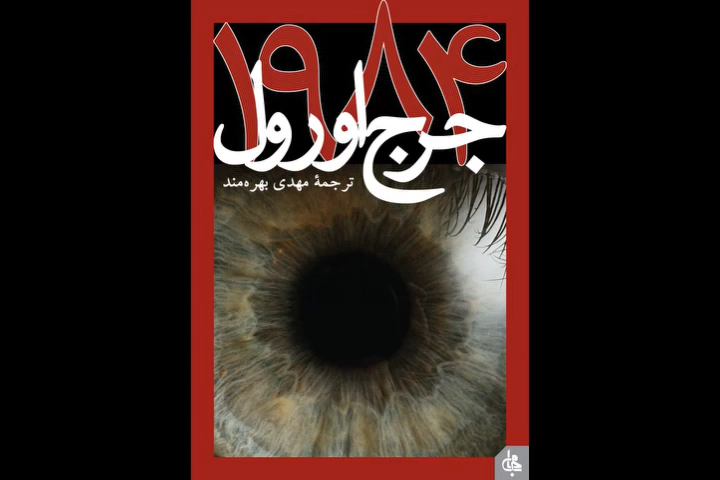 ۱۹۸۴
جرج اورول
ترجمهٔ مهدی بهره‌مند